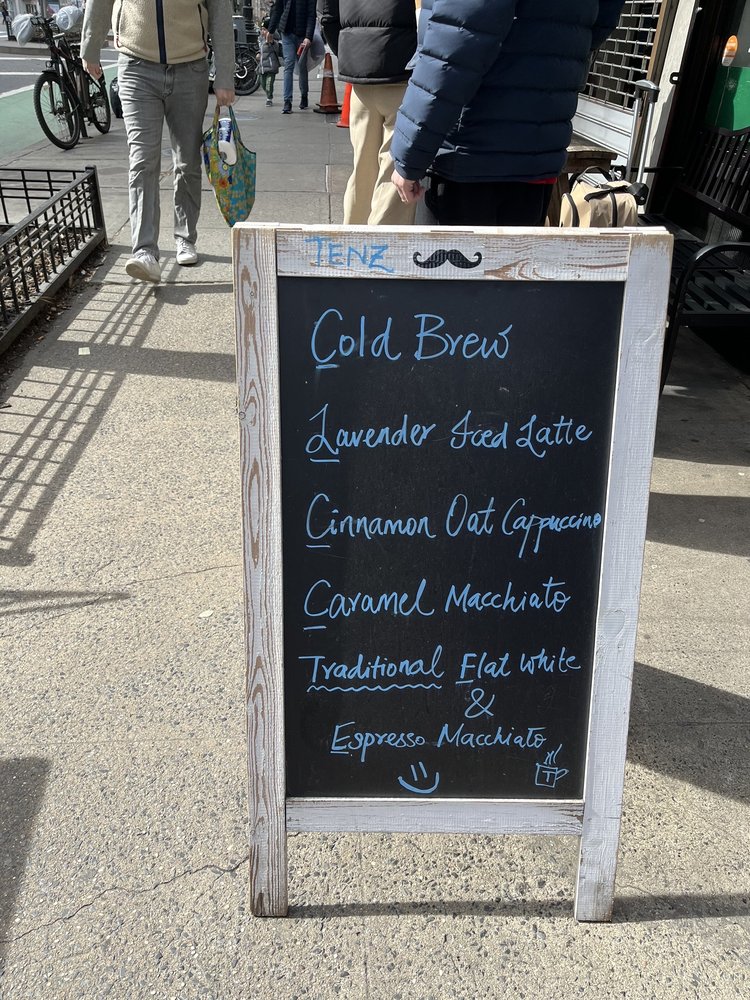 TENZ
Cold Brew
Lavender Iced Latte
Cinnamon Oat Cappuccino
Caramel Macchiato
Traditional Flat White
&
Espresso Macchiato
T